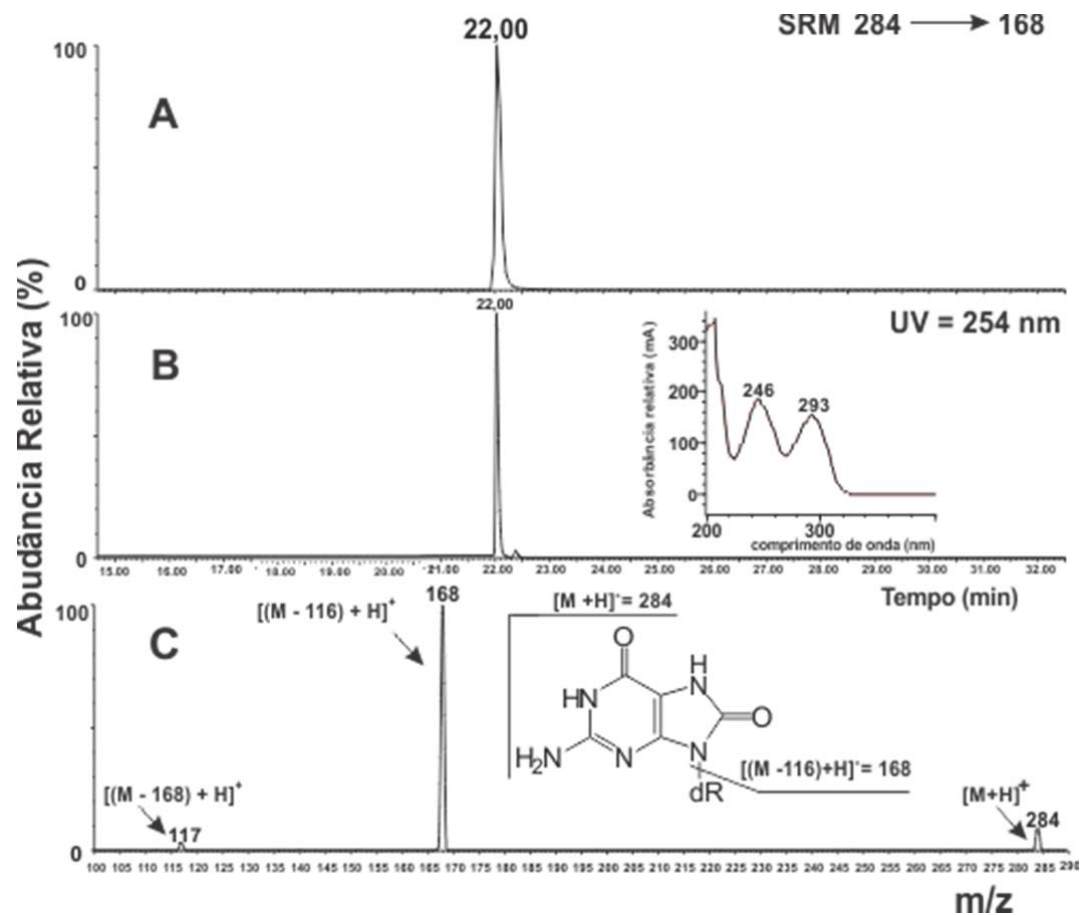 22,00
SRM 284 → 168
100
A
0
22,00
100
UV = 254 nm
B
Absorbância relativa (mA)
300
200
100
0
246
293
200
300
comprimento de onda (nm)
0
15.00 16.00 17.00 18.00 19.00 20.00 21.00 22.00 23.00 24.00 25.00 26.00 27.00 28.00 29.00 30.00 31.00 32.00
Tempo (min)
Abudância Relativa (%)
100
C
[(M - 116) + H]+
168
[M +H]+= 284
O
H
N
HN
O
H2N
N
N
dR
[(M -116)+H]+= 168
[(M - 168) + H]+
117
[M+H]+
284
0
100 105 110 115 120 125 130 135 140 145 150 155 160 165 170 175 180 185 190 195 200 205 210 215 220 225 230 235 240 245 250 255 260 265 270 275 280 285 290
m/z